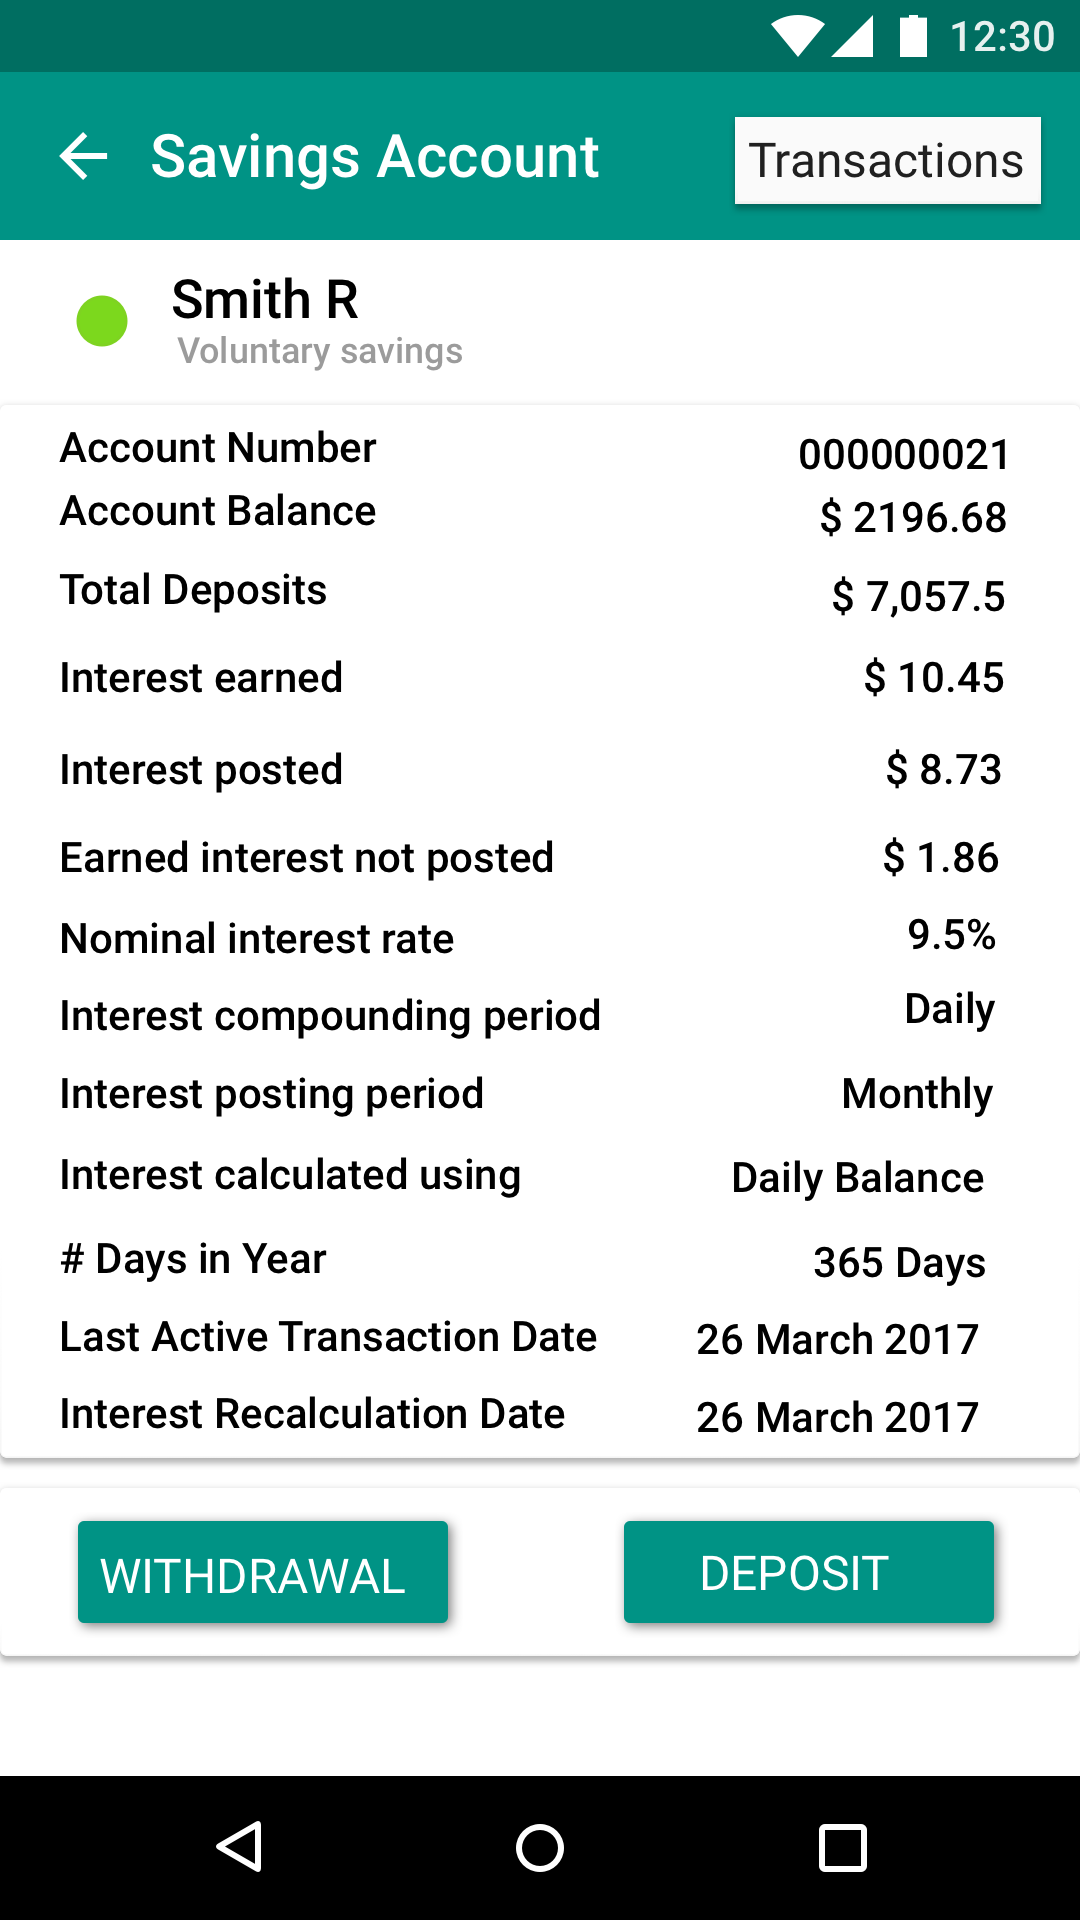 12:30
Savings Account
Transactions
Smith R
Voluntary savings
Account Number 000000021
Account Balance $ 2196.68
Total Deposits $ 7,057.5
Interest earned $ 10.45
Interest posted $ 8.73
Earned interest not posted $ 1.86
Nominal interest rate 9.5%
Interest compounding period Daily
Interest posting period Monthly
Interest calculated using Daily Balance
# Days in Year 365 Days
Last Active Transaction Date 26 March 2017
Interest Recalculation Date 26 March 2017
WITHDRAWAL DEPOSIT